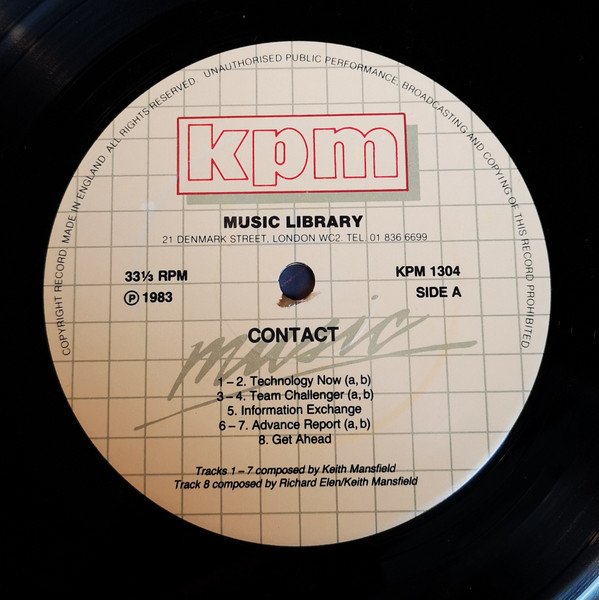 COPYRIGHT RECORD MADE IN ENGLAND. ALL RIGHTS RESERVED. UNAUTHORISED PUBLIC PERFORMANCE, BROADCASTING AND COPYING OF THIS RECORD PROHIBITED.
kpm
MUSIC LIBRARY
21 DENMARK STREET, LONDON WC2. TEL. 01 836 6699
33⅓ RPM
KPM 1304
Ⓟ 1983
SIDE A
music
CONTACT
1–2. Technology Now (a, b)
3–4. Team Challenger (a, b)
5. Information Exchange
6–7. Advance Report (a, b)
8. Get Ahead
Tracks 1–7 composed by Keith Mansfield
Track 8 composed by Richard Elen/Keith Mansfield